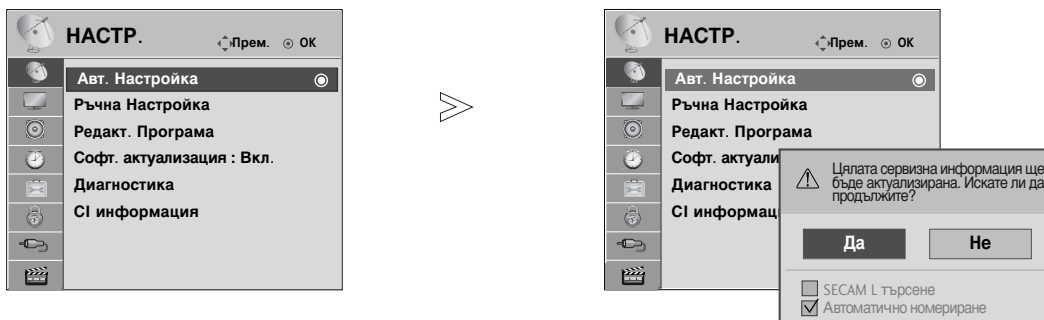 НАСТР.
Прем. OK
Авт. Настройка
Ръчна Настройка
Редакт. Програма
Софт. актуализация : Вкл.
Диагностика
CI информация
НАСТР.
Прем. OK
Авт. Настройка
Ръчна Настройка
Редакт. Програма
Софт. актуали
Диагностика
CI информац
Цялата сервизна информация ще
бъде актуализирана. Искате ли да
продължите?
Да Не
SECAM L търсене
Автоматично номериране